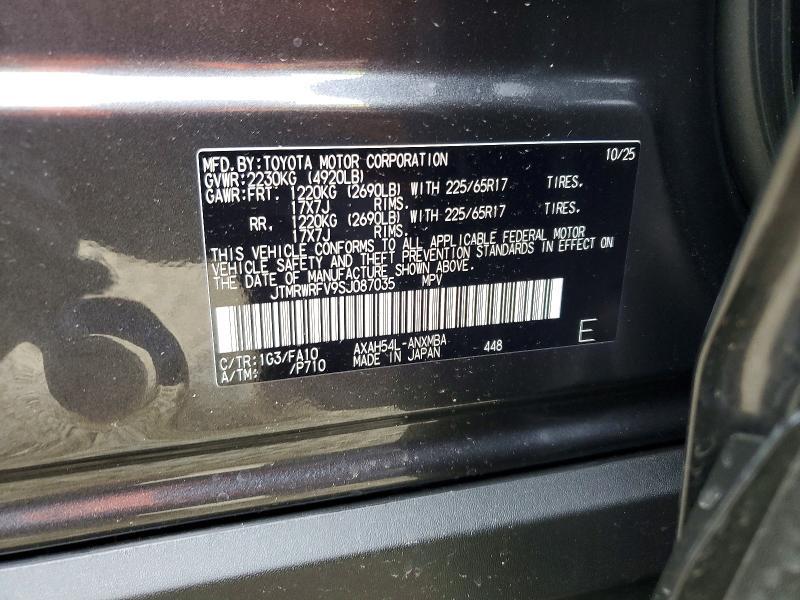 MFD.BY:TOYOTA MOTOR CORPORATION 10/25
GVWR:2230KG (4920LB)
GAWR:FRT. 1220KG (2690LB) WITH 225/65R17 TIRES.
17X7J RIMS.
RR. 1220KG (2690LB) WITH 225/65R17 TIRES.
17X7J RIMS.
THIS VEHICLE CONFORMS TO ALL APPLICABLE FEDERAL MOTOR
VEHICLE SAFETY AND THEFT PREVENTION STANDARDS IN EFFECT ON
THE DATE OF MANUFACTURE SHOWN ABOVE.
JTMRWRFV9SJ087035 MPV
C/TR:1G3/FA10 AXAH54L-ANXMBA 448 E
A/TM: /P710 MADE IN JAPAN